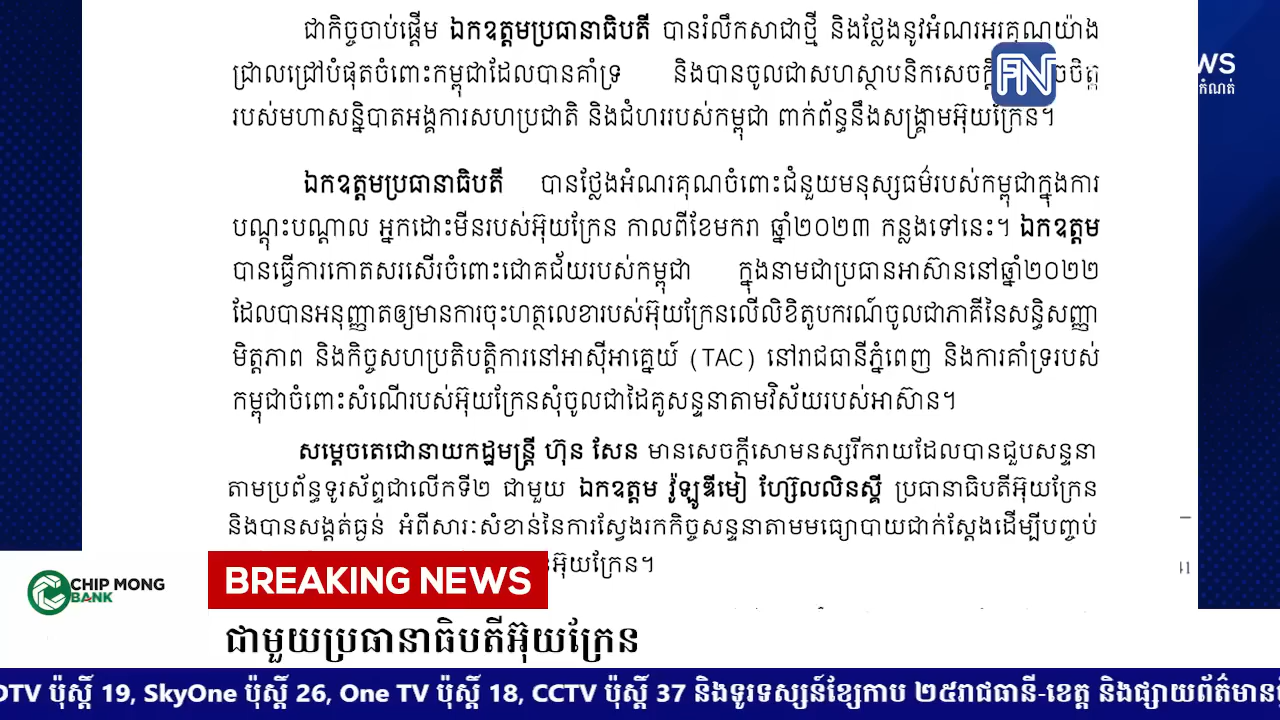 ជាកិច្ចចាប់ផ្តើម ឯកឧត្តមប្រធានាធិបតី បានរំលឹកសាជាថ្មី និងថ្លែងនូវអំណរអរគុណយ៉ាង
ជ្រាលជ្រៅបំផុតចំពោះកម្ពុជាដែលបានគាំទ្រ និងបានចូលជាសហស្ថាបនិកសេចក្តី
របស់មហាសន្និបាតអង្គការសហប្រជាជាតិ និងជំហររបស់កម្ពុជា ពាក់ព័ន្ធនឹងសង្គ្រាមអ៊ុយក្រែន។
ឯកឧត្តមប្រធានាធិបតី បានថ្លែងអំណរគុណចំពោះជំនួយមនុស្សធម៌របស់កម្ពុជាក្នុងការ
បណ្តុះបណ្តាល អ្នកដោះមីនរបស់អ៊ុយក្រែន កាលពីខែមករា ឆ្នាំ២០២៣ កន្លងទៅនេះ។ ឯកឧត្តម
បានធ្វើការកោតសរសើរចំពោះជោគជ័យរបស់កម្ពុជា ក្នុងនាមជាប្រធានអាស៊ាននៅឆ្នាំ២០២២
ដែលបានអនុញ្ញាតឲ្យមានការចុះហត្ថលេខារបស់អ៊ុយក្រែនលើលិខិតូបករណ៍ចូលជាភាគីនៃសន្ធិសញ្ញា
មិត្តភាព និងកិច្ចសហប្រតិបត្តិការនៅអាស៊ីអាគ្នេយ៍ (TAC) នៅរាជធានីភ្នំពេញ និងការគាំទ្ររបស់
កម្ពុជាចំពោះសំណើរបស់អ៊ុយក្រែនសុំចូលជាដៃគូសន្ទនាតាមវិស័យរបស់អាស៊ាន។
សម្តេចតេជោនាយករដ្ឋមន្ត្រី ហ៊ុន សែន មានសេចក្តីសោមនស្សរីករាយដែលបានជួបសន្ទនា
តាមប្រព័ន្ធទូរស័ព្ទជាលើកទី២ ជាមួយ ឯកឧត្តម វ៉ូឡូឌីមៀ ហ្សែ៊លលិនស្គី ប្រធានាធិបតីអ៊ុយក្រែន
និងបានសង្កត់ធ្ងន់ អំពីសារៈសំខាន់នៃការស្វែងរកកិច្ចសន្ទនាតាមមធ្យោបាយជាក់ស្តែងដើម្បីបញ្ចប់
អ៊ុយក្រែន។
FN
WS
កំណត់
41
CHIP MONG
BANK
BREAKING NEWS
ជាមួយប្រធានាធិបតីអ៊ុយក្រែន
DTV ប៉ុស្តិ៍ 19, SkyOne ប៉ុស្តិ៍ 26, One TV ប៉ុស្តិ៍ 18, CCTV ប៉ុស្តិ៍ 37 និងទូរទស្សន៍ខ្សែកាប ២៥រាជធានី-ខេត្ត និងផ្សាយព័ត៌មាន